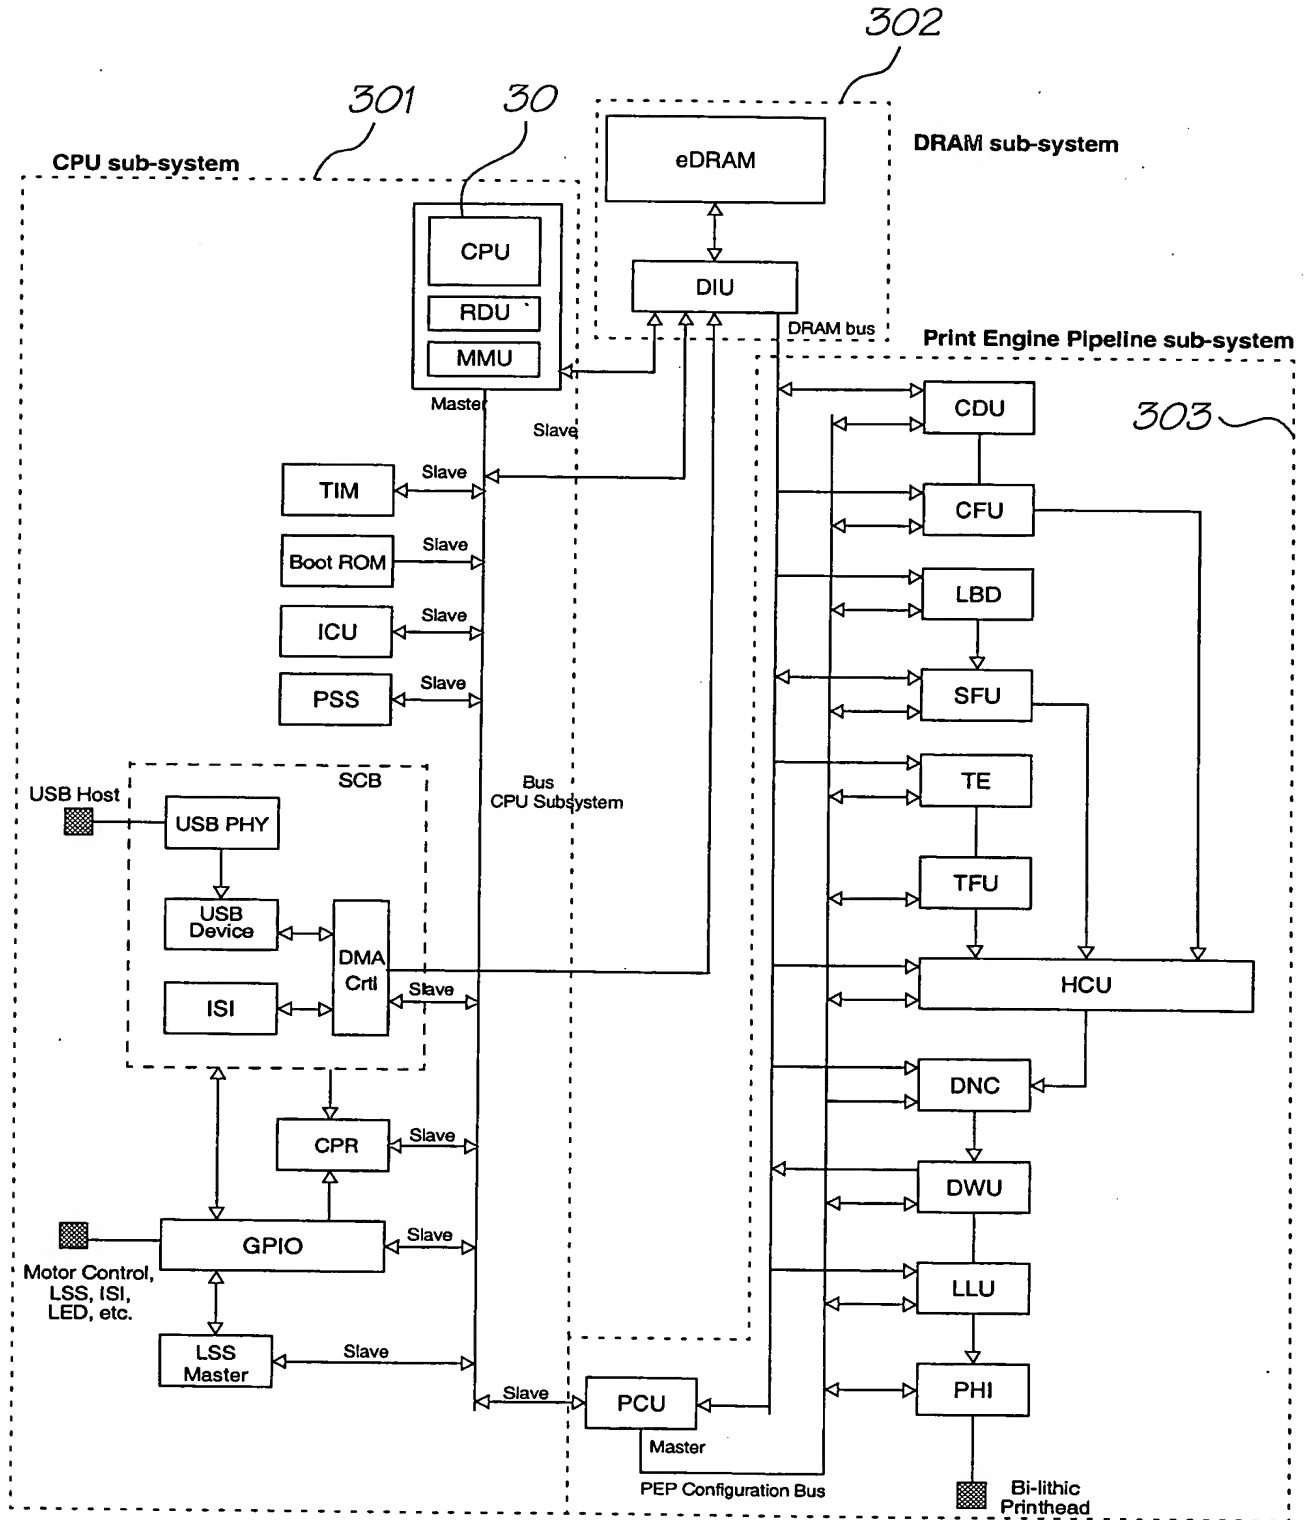 302
301
30
CPU sub-system
DRAM sub-system
eDRAM
CPU
RDU
MMU
DIU
DRAM bus
Print Engine Pipeline sub-system
303
Master
Slave
TIM
Slave
Boot ROM
Slave
ICU
Slave
PSS
Slave
CDU
CFU
LBD
SFU
TE
TFU
HCU
DNC
DWU
LLU
PHI
Bus
CPU Subsystem
SCB
USB Host
USB PHY
USB
Device
DMA
Crtl
Slave
ISI
CPR
Slave
GPIO
Slave
Motor Control,
LSS, ISI,
LED, etc.
LSS
Master
Slave
Slave
PCU
Master
PEP Configuration Bus
Bi-lithic
Printhead